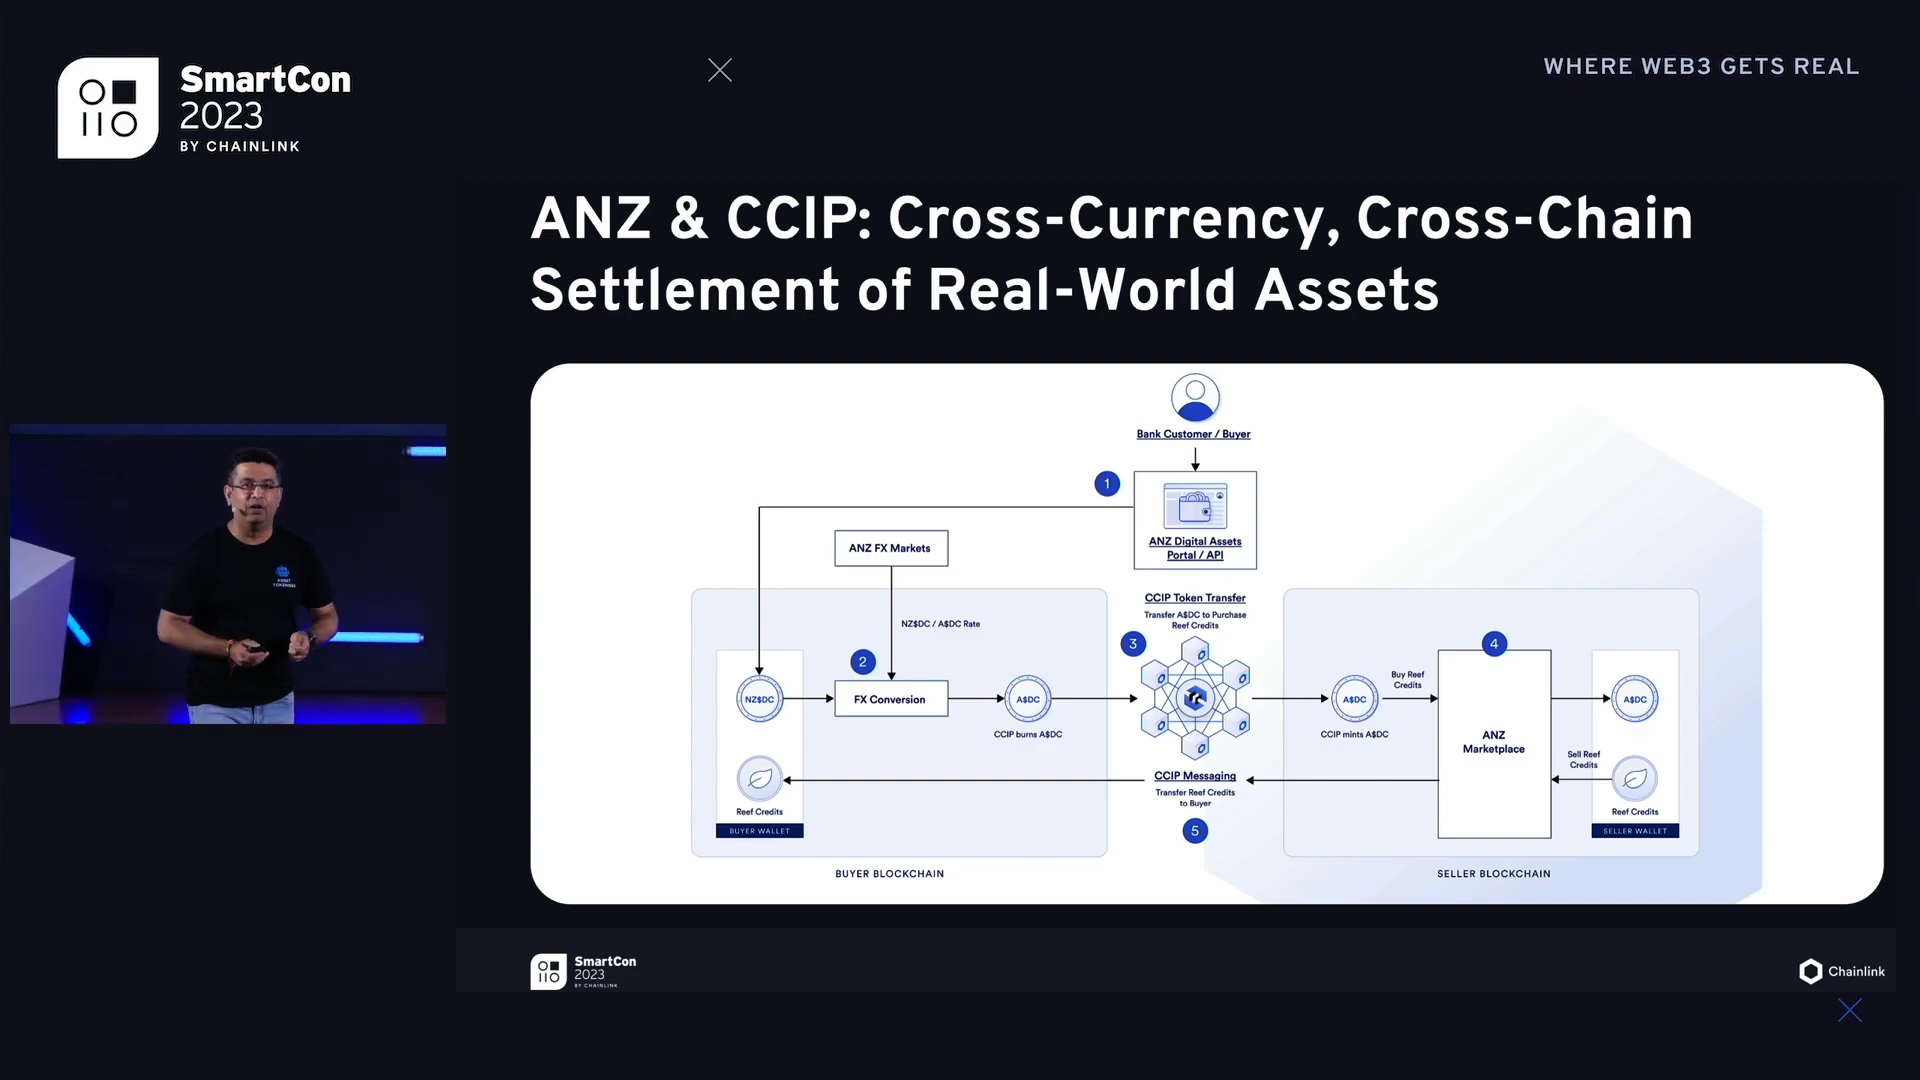 SmartCon
2023
BY CHAINLINK
WHERE WEB3 GETS REAL
ANZ & CCIP: Cross-Currency, Cross-Chain
Settlement of Real-World Assets
Bank Customer / Buyer
1
ANZ Digital Assets
Portal / API
ANZ FX Markets
NZ$DC / A$DC Rate
CCIP Token Transfer
Transfer A$DC to Purchase
Reef Credits
2
3
4
NZ$DC
FX Conversion
A$DC
CCIP burns A$DC
A$DC
CCIP mints A$DC
Buy Reef
Credits
ANZ
Marketplace
A$DC
Sell Reef
Credits
CCIP Messaging
Transfer Reef Credits
to Buyer
5
Reef Credits
BUYER WALLET
Reef Credits
SELLER WALLET
BUYER BLOCKCHAIN
SELLER BLOCKCHAIN
SmartCon
2023
BY CHAINLINK
Chainlink